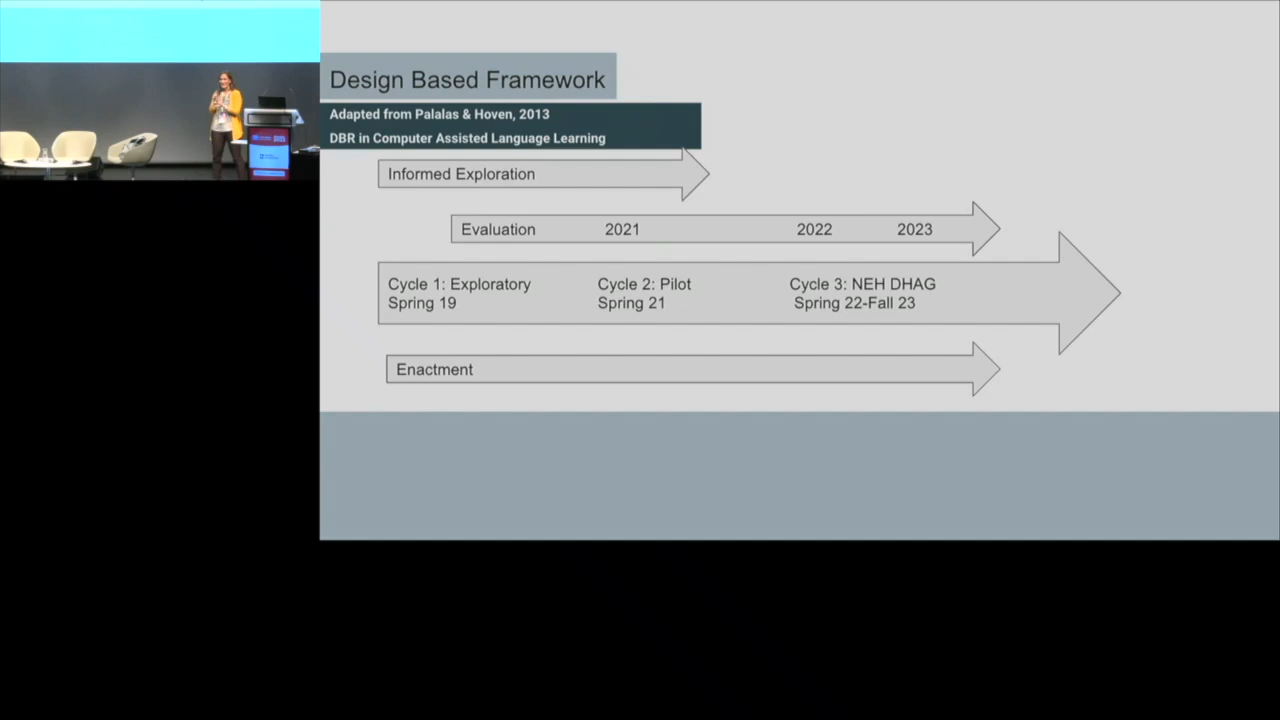 Design Based Framework
Adapted from Palalas & Hoven, 2013
DBR in Computer Assisted Language Learning
Informed Exploration
Evaluation 2021 2022 2023
Cycle 1: Exploratory Cycle 2: Pilot Cycle 3: NEH DHAG
Spring 19 Spring 21 Spring 22-Fall 23
Enactment